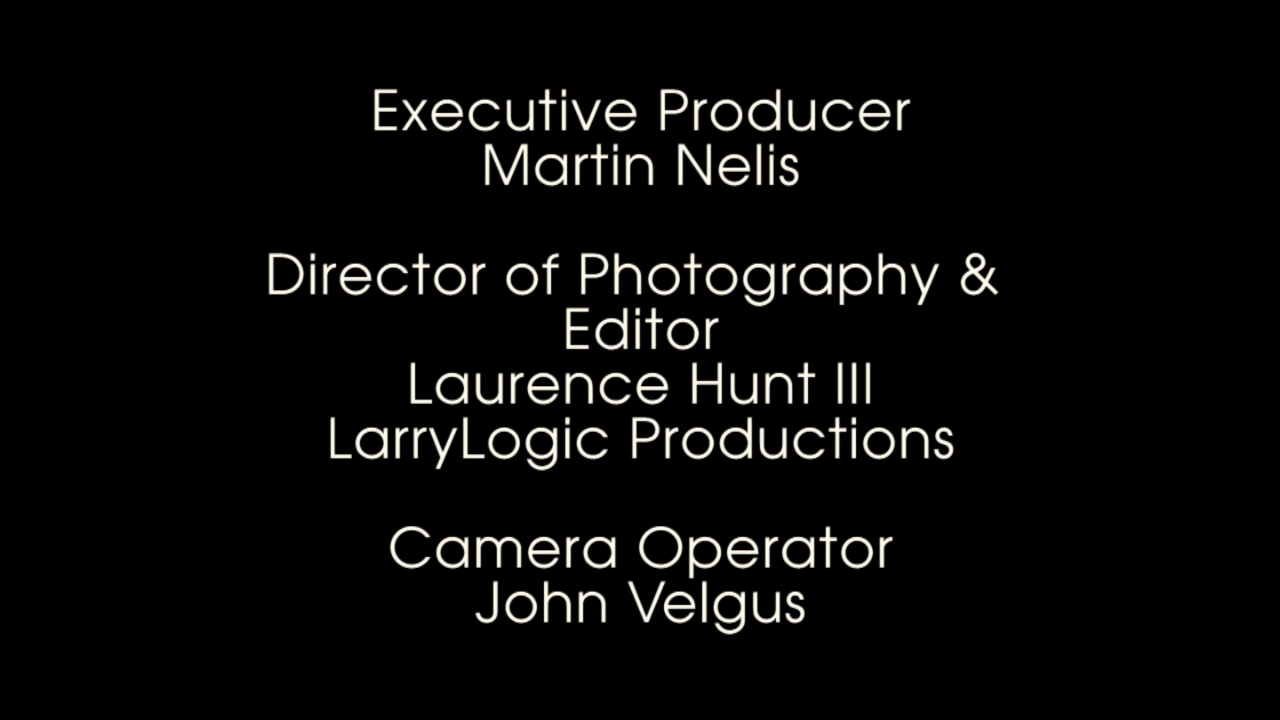 Executive Producer
Martin Nelis
Director of Photography &
Editor
Laurence Hunt III
LarryLogic Productions
Camera Operator
John Velgus